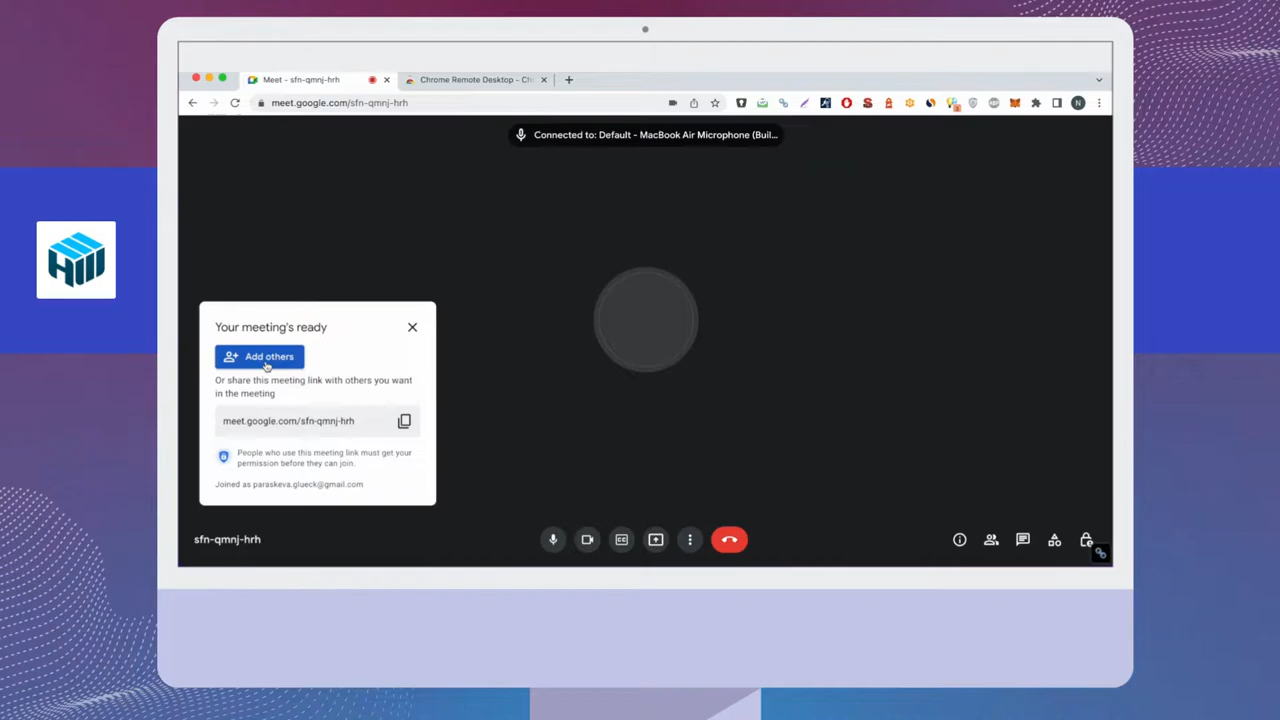 Meet - sfn-qmnj-hrh
Chrome Remote Desktop - Ch
meet.google.com/sfn-qmnj-hrh
N
Connected to: Default - MacBook Air Microphone (Buil...
Your meeting's ready
Add others
Or share this meeting link with others you want
in the meeting
meet.google.com/sfn-qmnj-hrh
People who use this meeting link must get your
permission before they can join.
Joined as paraskeva.glueck@gmail.com
sfn-qmnj-hrh